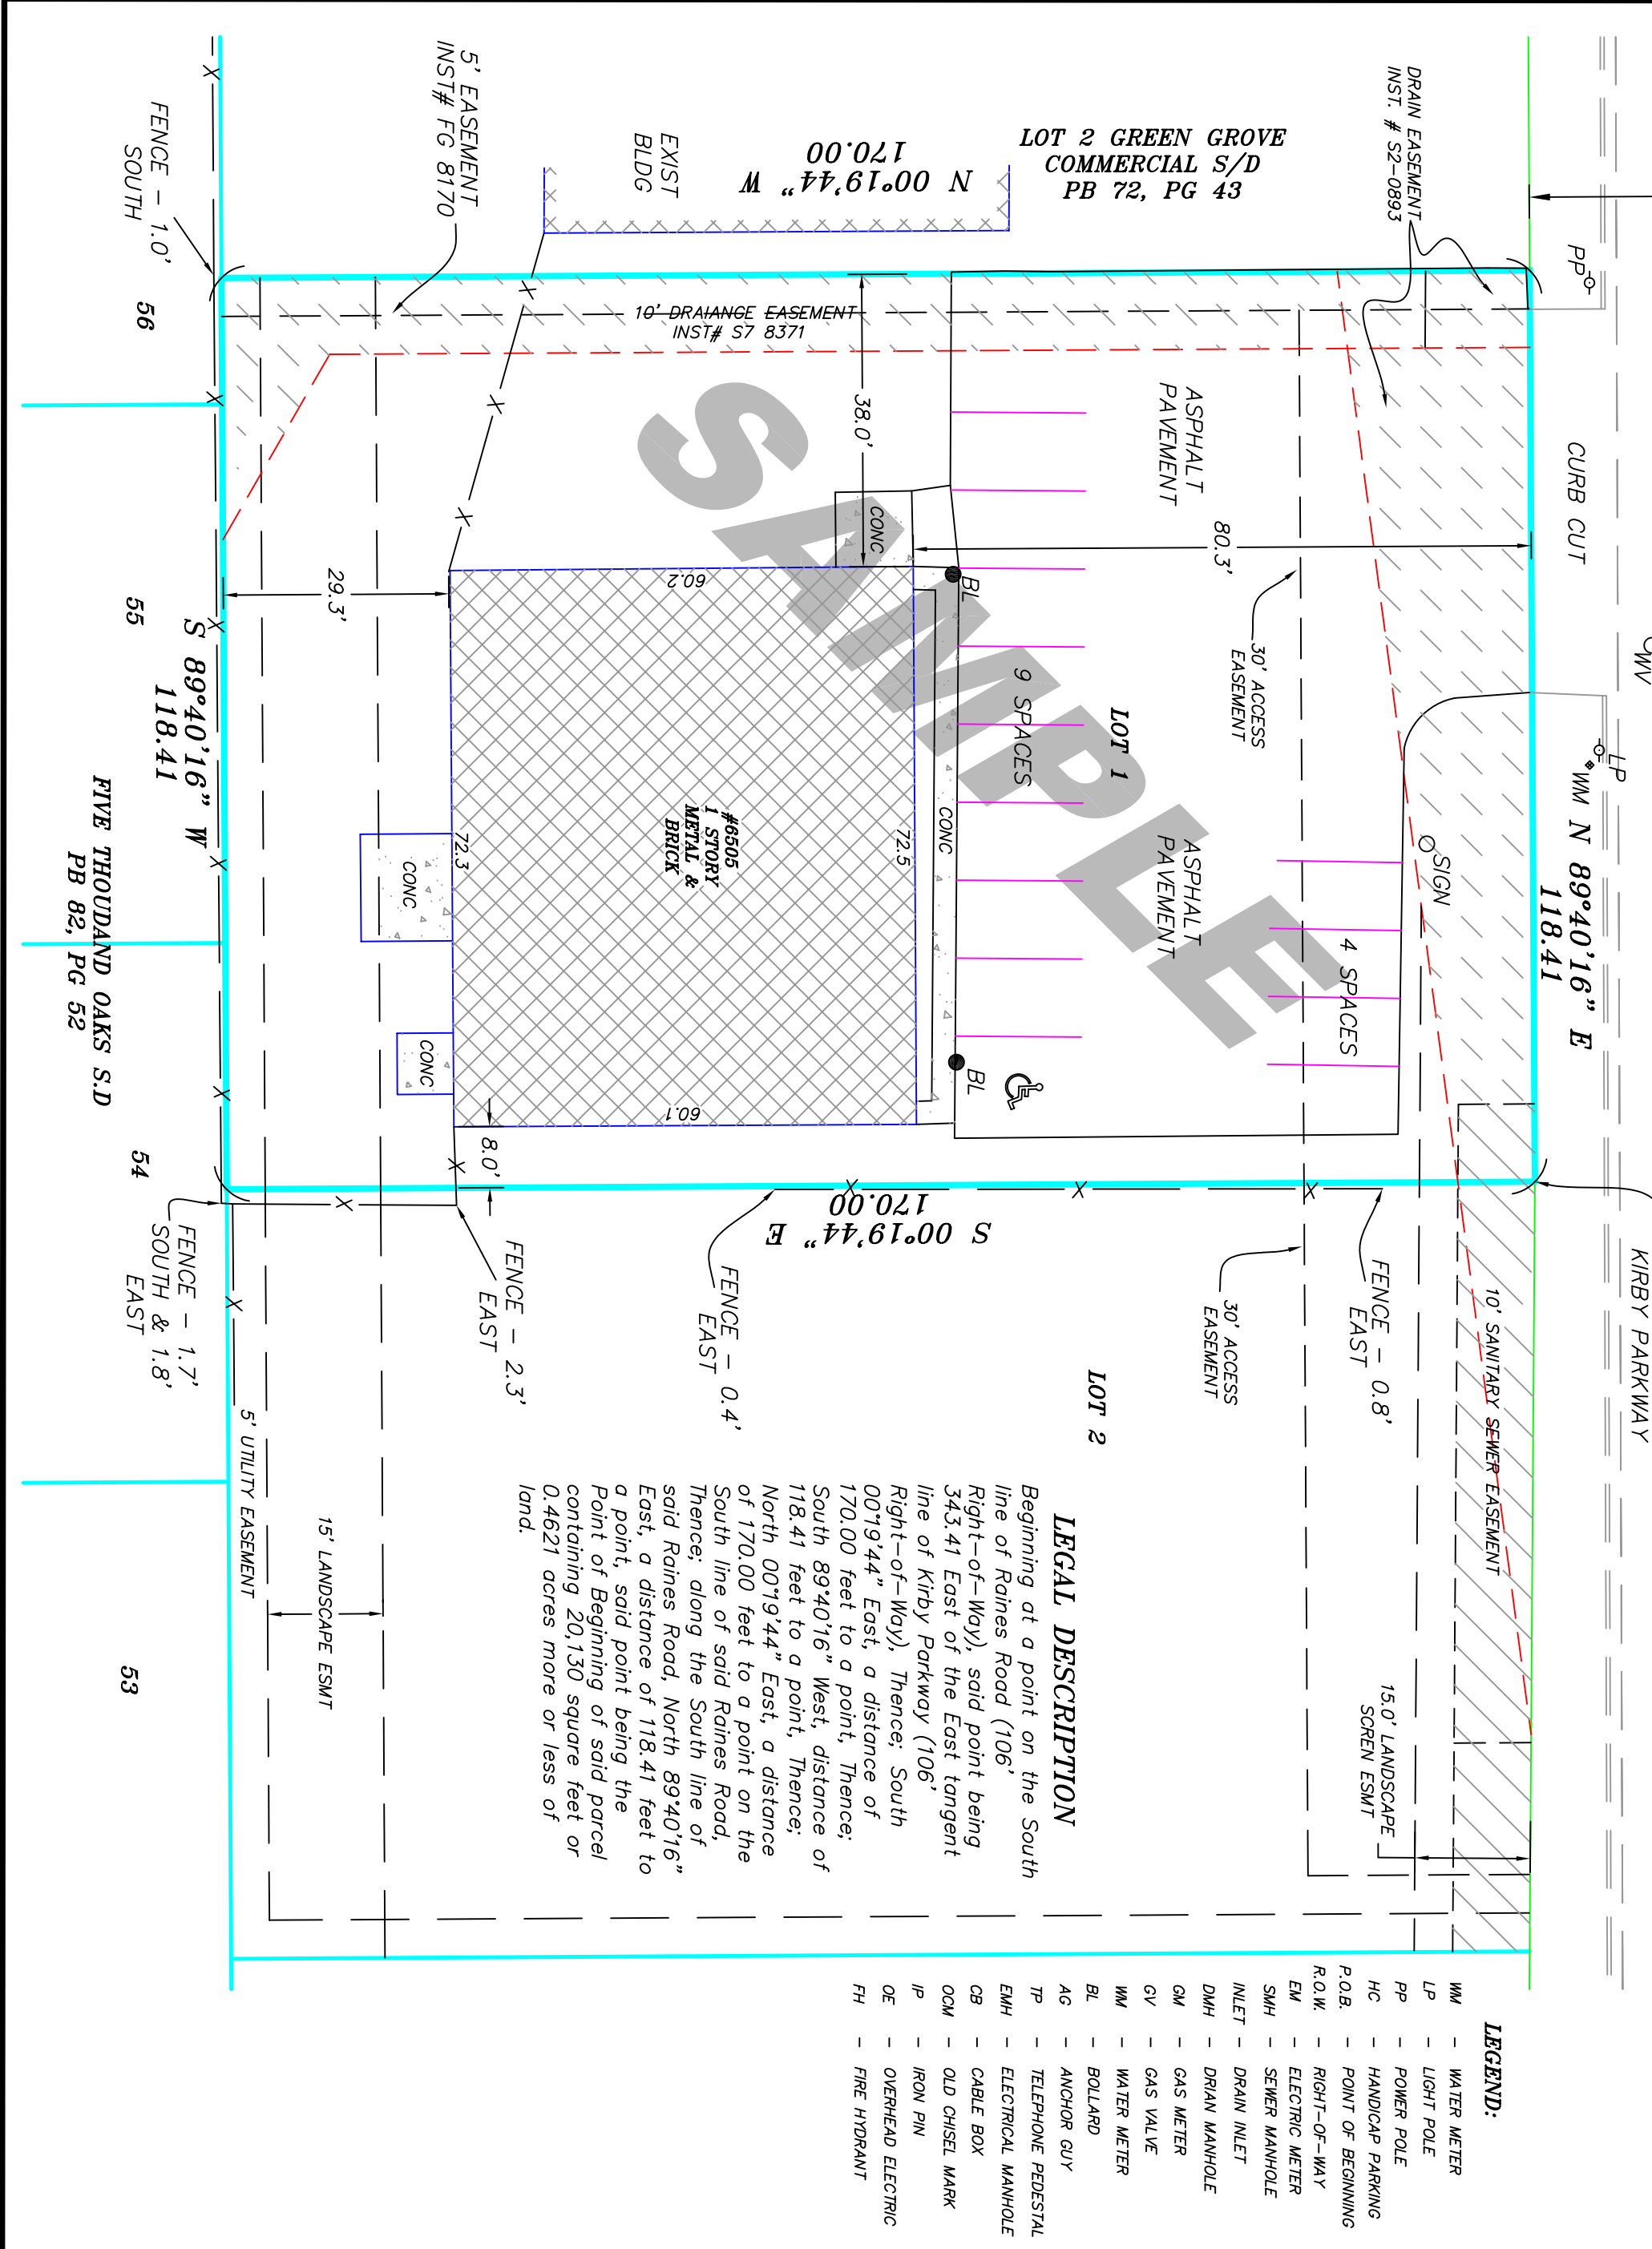 KIRBY PARKWAY
WV
PP
CURB CUT
LP
WM
N 89°40'16" E
118.41
DRAIN EASEMENT
INST. # S2-0893
LOT 2 GREEN GROVE
COMMERCIAL S/D
PB 72, PG 43
N 00°19'44" W
170.00
EXIST
BLDG
5' EASEMENT
INST# FG 8170
FENCE - 1.0'
SOUTH
10' DRAIANGE EASEMENT
INST# S7 8371
38.0'
ASPHALT
PAVEMENT
80.3'
30' ACCESS
EASEMENT
SIGN
4 SPACES
LOT 1
9 SPACES
ASPHALT
PAVEMENT
BL
BL
CONC
CONC
72.5
60.2
#6505
1 STORY
METAL &
BRICK
60.1
72.3
CONC
CONC
29.3'
8.0'
SAMPLE
S 89°40'16" W
118.41
56
55
54
53
FIVE THOUDAND OAKS S.D
PB 82, PG 52
S 00°19'44" E
170.00
10' SANITARY SEWER EASEMENT
FENCE - 0.8'
EAST
15.0' LANDSCAPE
SCREN ESMT
30' ACCESS
EASEMENT
LOT 2
FENCE - 0.4'
EAST
FENCE - 2.3'
EAST
FENCE - 1.7'
SOUTH & 1.8'
EAST
15' LANDSCAPE ESMT
5' UTILITY EASEMENT
LEGAL DESCRIPTION
Beginning at a point on the South
line of Raines Road (106'
Right-of-Way), said point being
343.41 East of the East tangent
line of Kirby Parkway (106'
Right-of-Way), Thence; South
00°19'44" East, a distance of
170.00 feet to a point, Thence;
South 89°40'16" West, distance of
118.41 feet to a point, Thence;
North 00°19'44" East, a distance
of 170.00 feet to a point on the
South line of said Raines Road,
Thence; along the South line of
said Raines Road, North 89°40'16"
East, a distance of 118.41 feet to
a point, said point being the
Point of Beginning of said parcel
containing 20,130 square feet or
0.4621 acres more or less of
land.
LEGEND:
WM - WATER METER
LP - LIGHT POLE
PP - POWER POLE
HC - HANDICAP PARKING
P.O.B. - POINT OF BEGINNING
R.O.W. - RIGHT-OF-WAY
EM - ELECTRIC METER
SMH - SEWER MANHOLE
INLET - DRAIN INLET
DMH - DRIAN MANHOLE
GM - GAS METER
GV - GAS VALVE
WM - WATER METER
BL - BOLLARD
AG - ANCHOR GUY
TP - TELEPHONE PEDESTAL
EMH - ELECTRICAL MANHOLE
CB - CABLE BOX
OCM - OLD CHISEL MARK
IP - IRON PIN
OE - OVERHEAD ELECTRIC
FH - FIRE HYDRANT